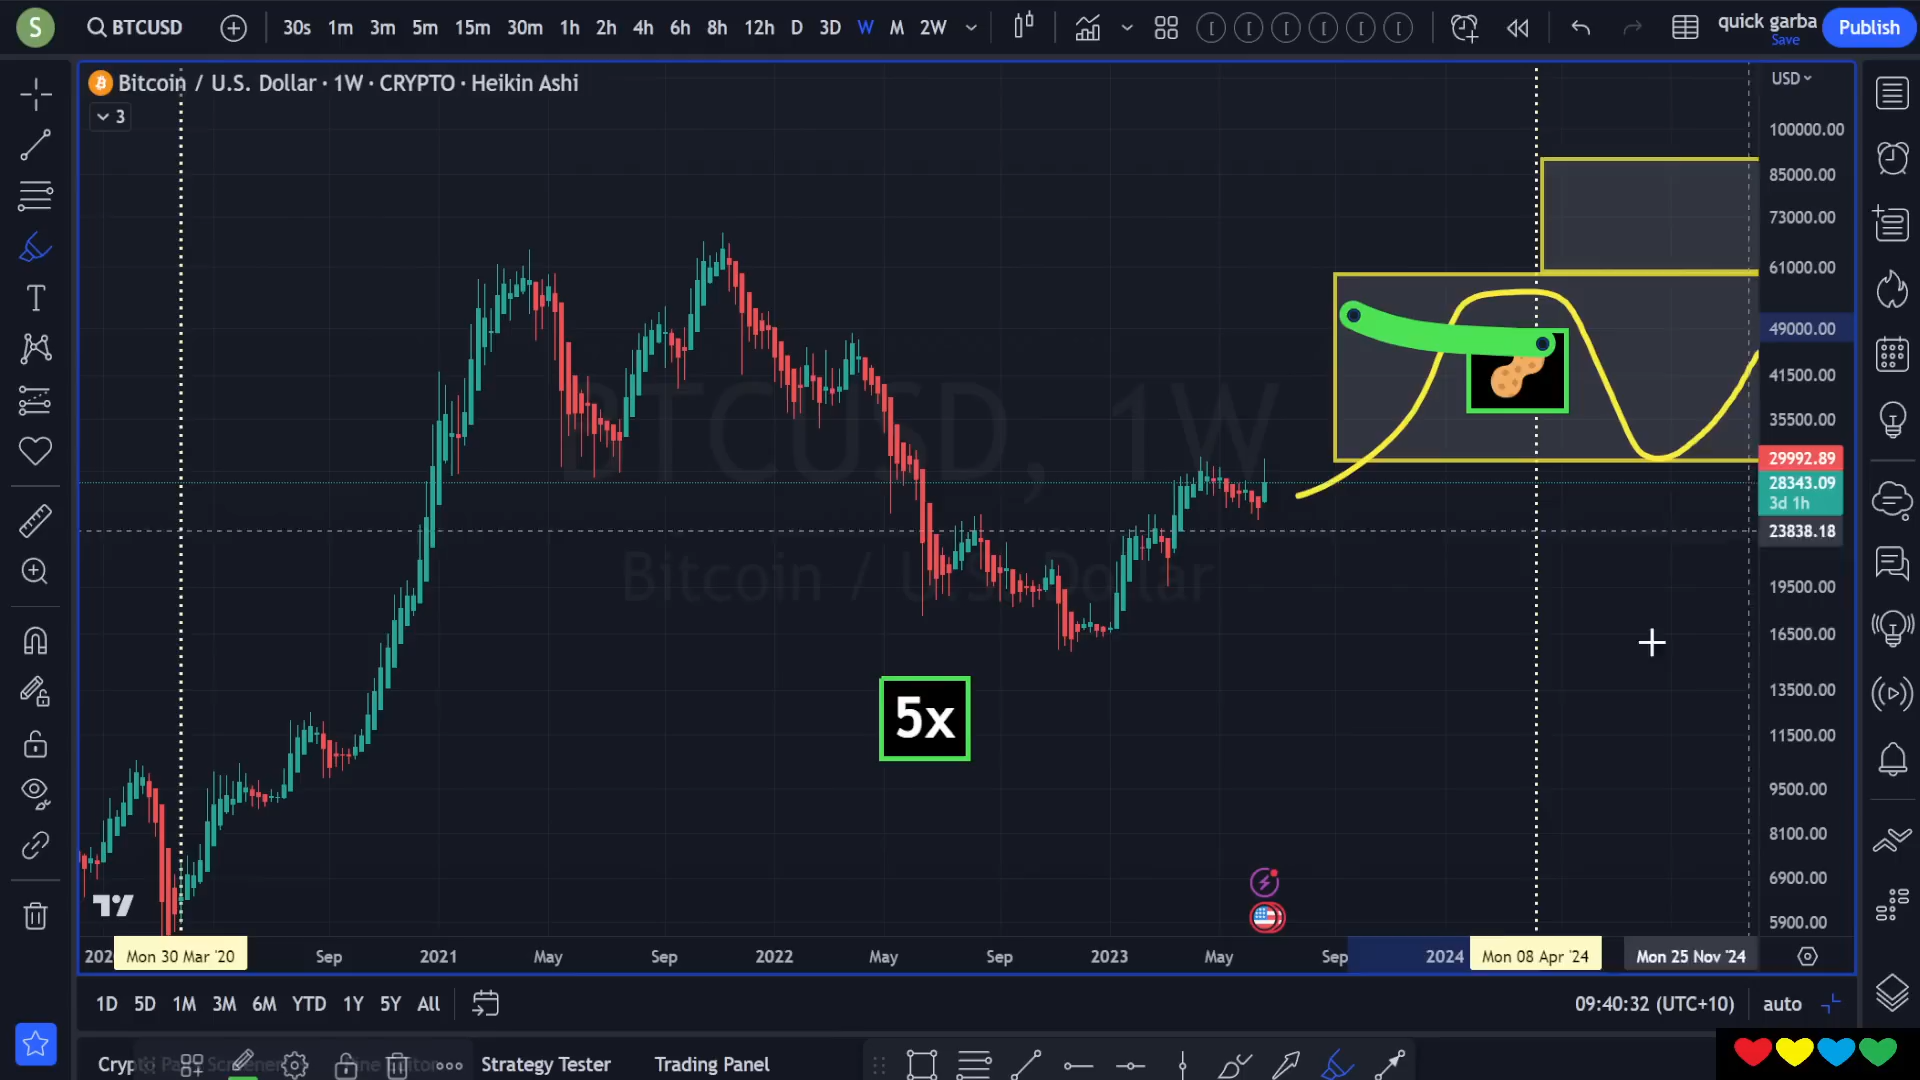 S
BTCUSD
30s 1m 3m 5m 15m 30m 1h 2h 4h 6h 8h 12h D 3D W M 2W
quick garba
Save
Publish
Bitcoin / U.S. Dollar · 1W · CRYPTO · Heikin Ashi
3
USD
100000.00
85000.00
73000.00
61000.00
49000.00
41500.00
35500.00
29992.89
28343.09
3d 1h
23838.18
19500.00
16500.00
13500.00
11500.00
9500.00
8100.00
6900.00
5900.00
BTCUSD, 1W
Bitcoin / U.S. Dollar
5x
202 Mon 30 Mar '20 Sep 2021 May Sep 2022 May Sep 2023 May Sep 2024 Mon 08 Apr '24 Mon 25 Nov '24
1D 5D 1M 3M 6M YTD 1Y 5Y All
09:40:32 (UTC+10) auto
Strategy Tester
Trading Panel